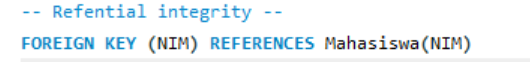 -- Refential integrity --
FOREIGN KEY (NIM) REFERENCES Mahasiswa(NIM)